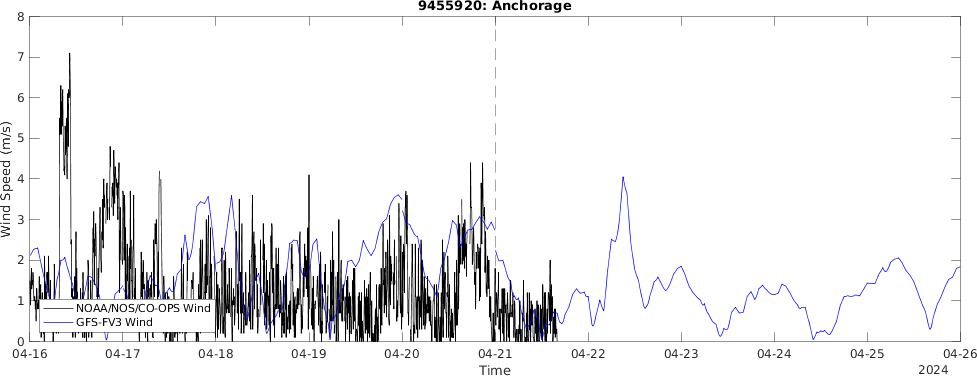 9455920: Anchorage
8
7
6
5
4
3
2
1
0
Wind Speed (m/s)
NOAA/NOS/CO-OPS Wind
GFS-FV3 Wind
04-16 04-17 04-18 04-19 04-20 04-21 04-22 04-23 04-24 04-25 04-26
Time
2024